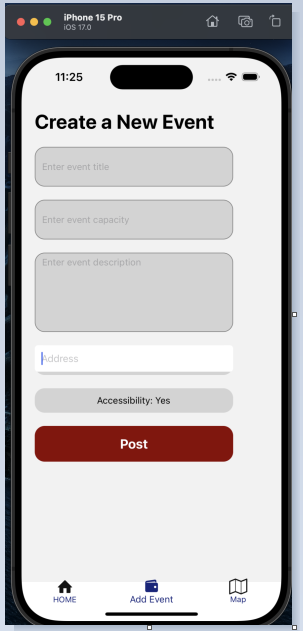 iPhone 15 Pro
iOS 17.0
11:25
Create a New Event
Enter event title
Enter event capacity
Enter event description
Address
Accessibility: Yes
Post
HOME
Add Event
Map